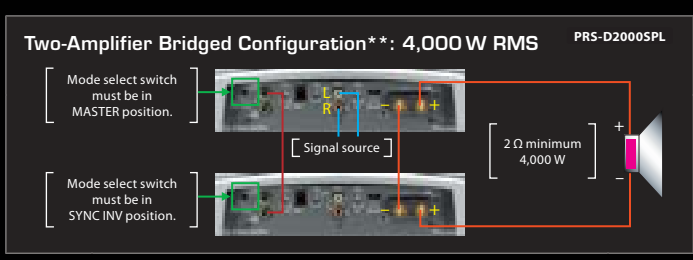 Two-Amplifier Bridged Configuration**: 4,000 W RMS
PRS-D2000SPL
Mode select switch
must be in
MASTER position.
L
R
– +
Signal source
+
2 Ω minimum
4,000 W
–
Mode select switch
must be in
SYNC INV position.
– +